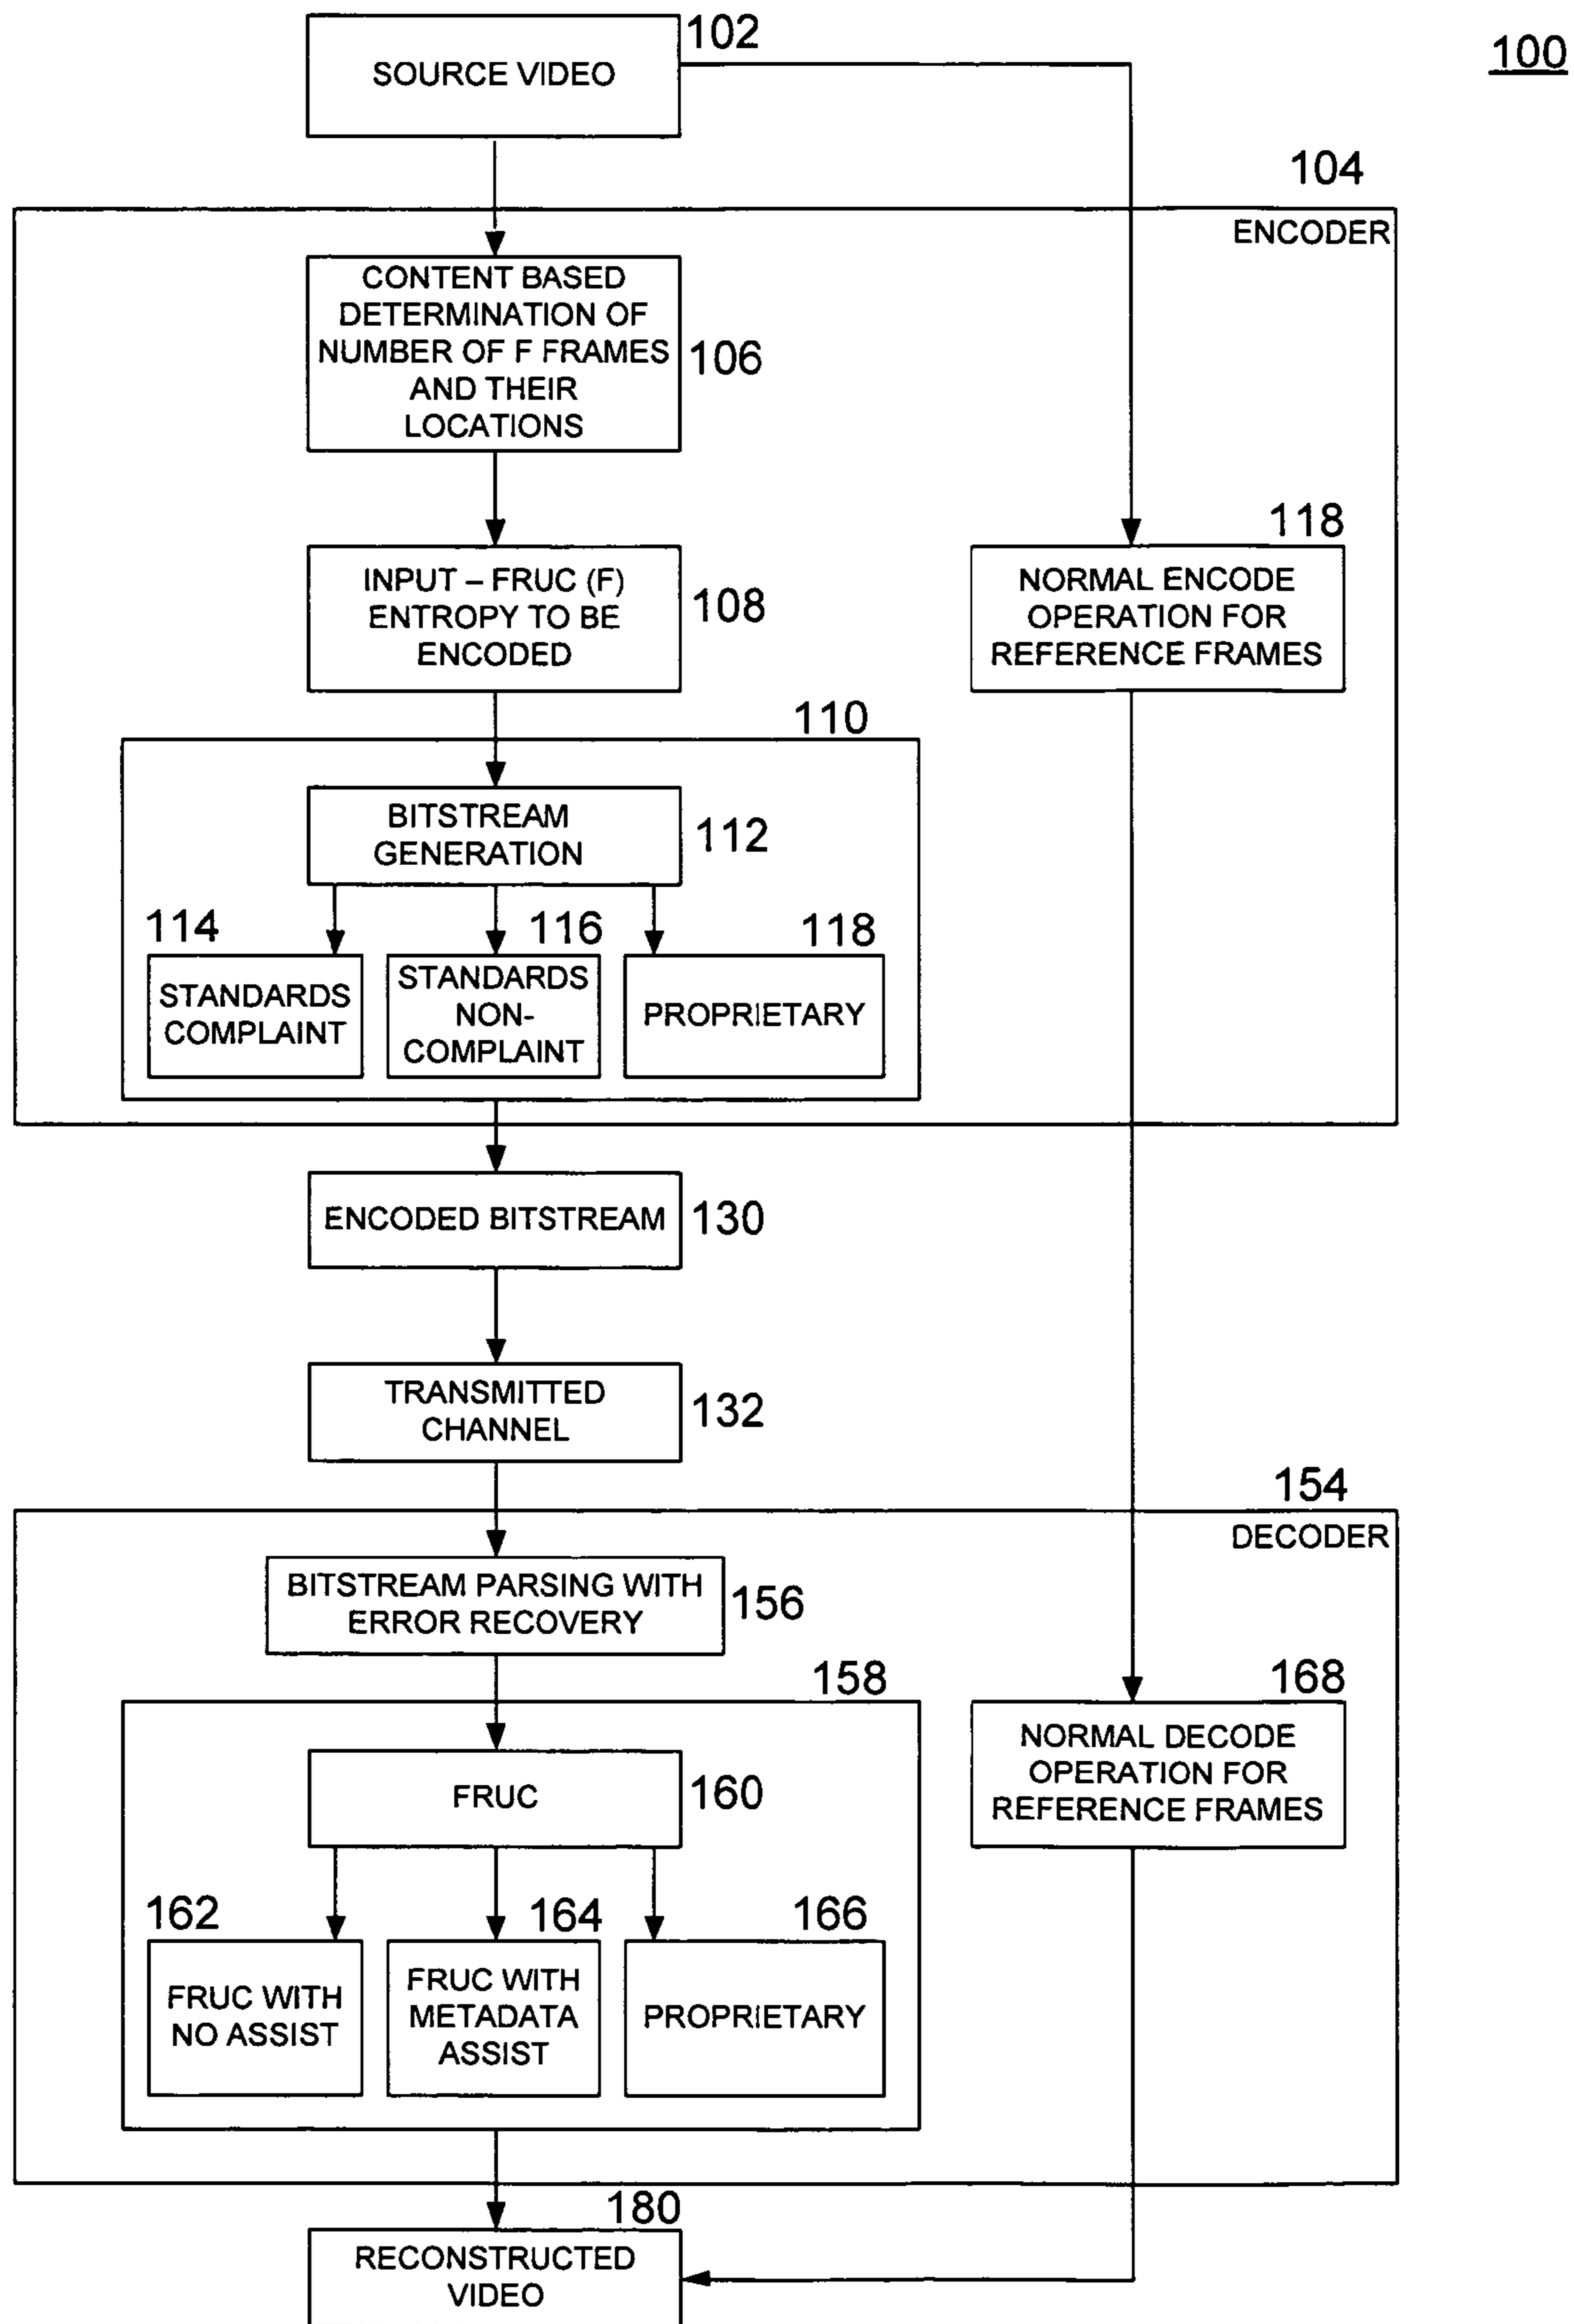 102
100
SOURCE VIDEO
104
ENCODER
CONTENT BASED
DETERMINATION OF
NUMBER OF F FRAMES
AND THEIR
LOCATIONS
106
118
INPUT – FRUC (F)
ENTROPY TO BE
ENCODED
108
NORMAL ENCODE
OPERATION FOR
REFERENCE FRAMES
110
BITSTREAM
GENERATION
112
114
116
118
STANDARDS
COMPLAINT
STANDARDS
NON-
COMPLAINT
PROPRIETARY
ENCODED BITSTREAM
130
TRANSMITTED
CHANNEL
132
154
DECODER
BITSTREAM PARSING WITH
ERROR RECOVERY
156
158
168
FRUC
160
NORMAL DECODE
OPERATION FOR
REFERENCE FRAMES
162
164
166
FRUC WITH
NO ASSIST
FRUC WITH
METADATA
ASSIST
PROPRIETARY
180
RECONSTRUCTED
VIDEO